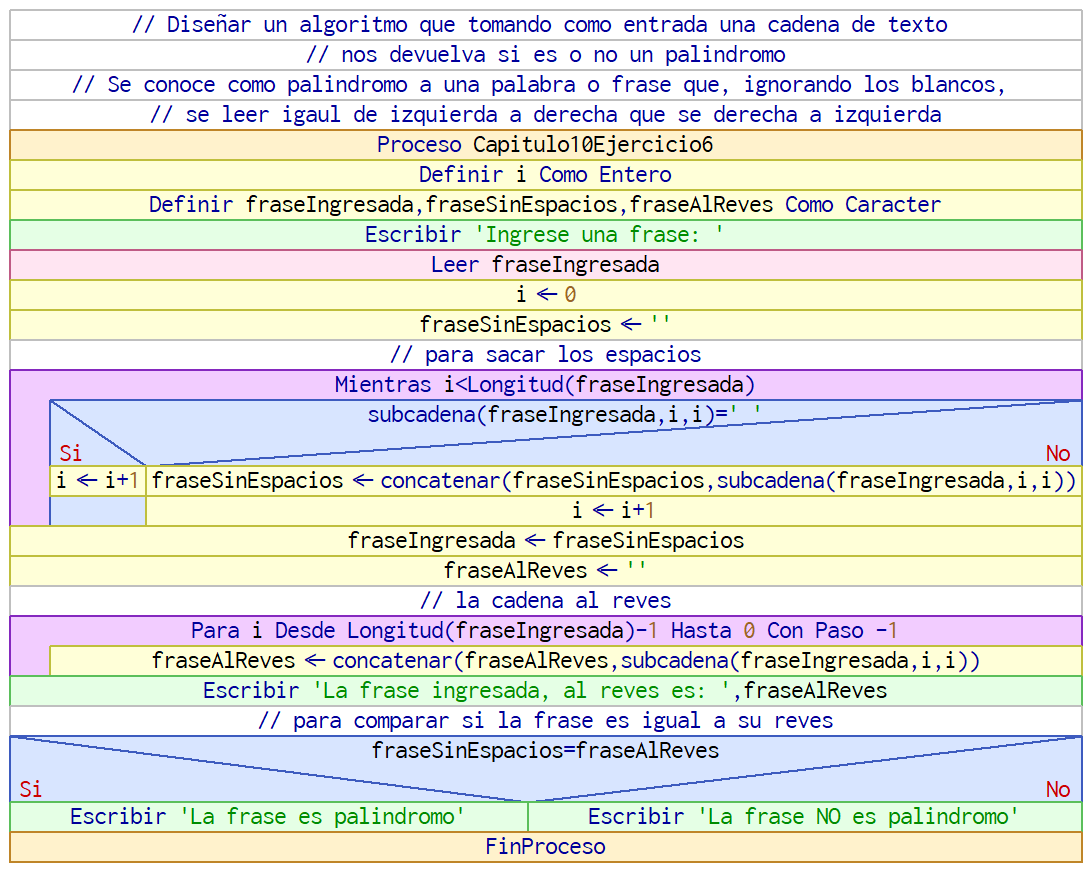 // Diseñar un algoritmo que tomando como entrada una cadena de texto
// nos devuelva si es o no un palindromo
// Se conoce como palindromo a una palabra o frase que, ignorando los blancos,
// se leer igaul de izquierda a derecha que se derecha a izquierda
Proceso Capitulo10Ejercicio6
Definir i Como Entero
Definir fraseIngresada,fraseSinEspacios,fraseAlReves Como Caracter
Escribir 'Ingrese una frase: '
Leer fraseIngresada
i ← 0
fraseSinEspacios ← ''
// para sacar los espacios
Mientras i<Longitud(fraseIngresada)
subcadena(fraseIngresada,i,i)=' '
Si No
i ← i+1 fraseSinEspacios ← concatenar(fraseSinEspacios,subcadena(fraseIngresada,i,i))
i ← i+1
fraseIngresada ← fraseSinEspacios
fraseAlReves ← ''
// la cadena al reves
Para i Desde Longitud(fraseIngresada)-1 Hasta 0 Con Paso -1
fraseAlReves ← concatenar(fraseAlReves,subcadena(fraseIngresada,i,i))
Escribir 'La frase ingresada, al reves es: ',fraseAlReves
// para comparar si la frase es igual a su reves
fraseSinEspacios=fraseAlReves
Si No
Escribir 'La frase es palindromo' Escribir 'La frase NO es palindromo'
FinProceso